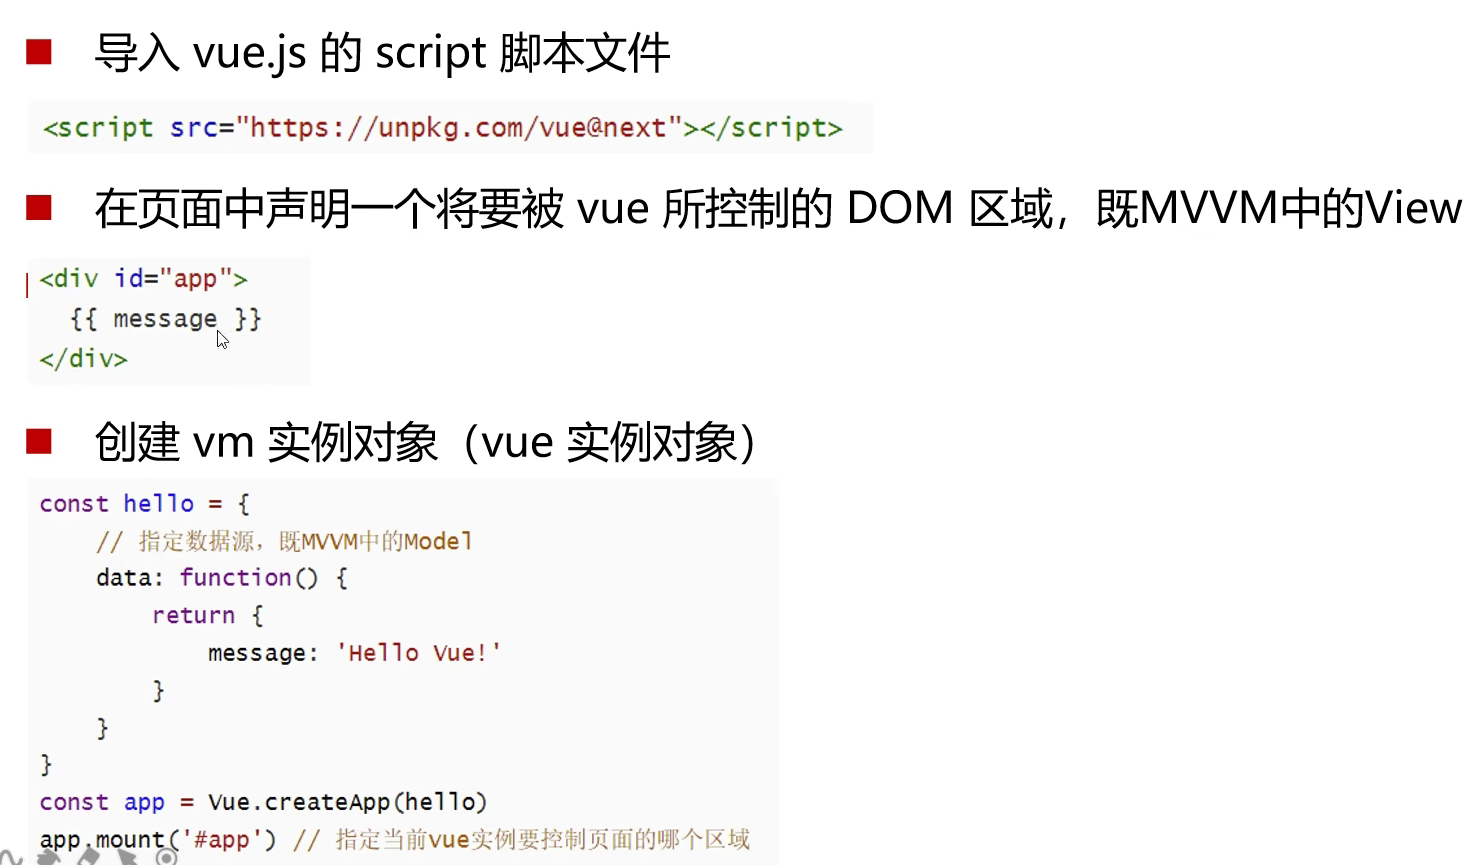 导入 vue.js 的 script 脚本文件
<script src="https://unpkg.com/vue@next"></script>
在页面中声明一个将要被 vue 所控制的 DOM 区域，既MVVM中的View
<div id="app">
  {{ message }}
</div>
创建 vm 实例对象（vue 实例对象）
const hello = {
    // 指定数据源，既MVVM中的Model
    data: function() {
        return {
            message: 'Hello Vue!'
        }
    }
}
const app = Vue.createApp(hello)
app.mount('#app') // 指定当前vue实例要控制页面的哪个区域